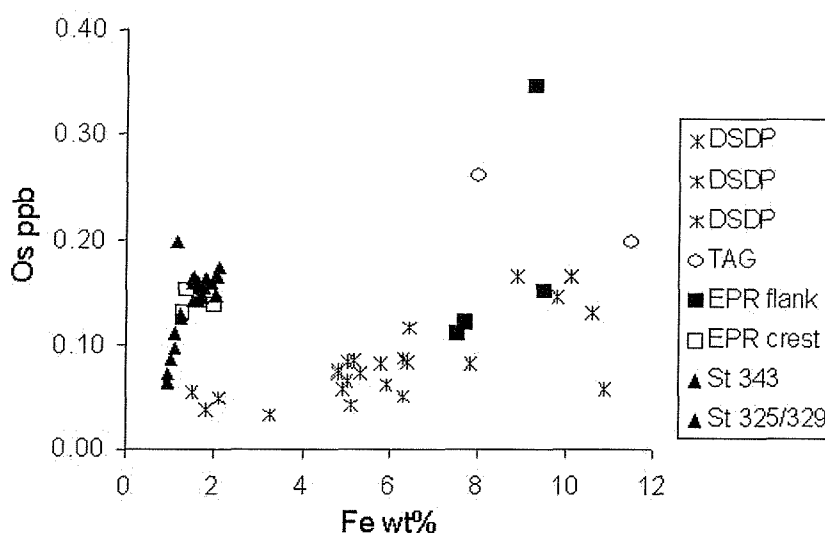 0.40
0.30
0.20
0.10
0.00
Os ppb
0 2 4 6 8 10 12
Fe wt%
DSDP
DSDP
DSDP
TAG
EPR flank
EPR crest
St 343
St 325/329